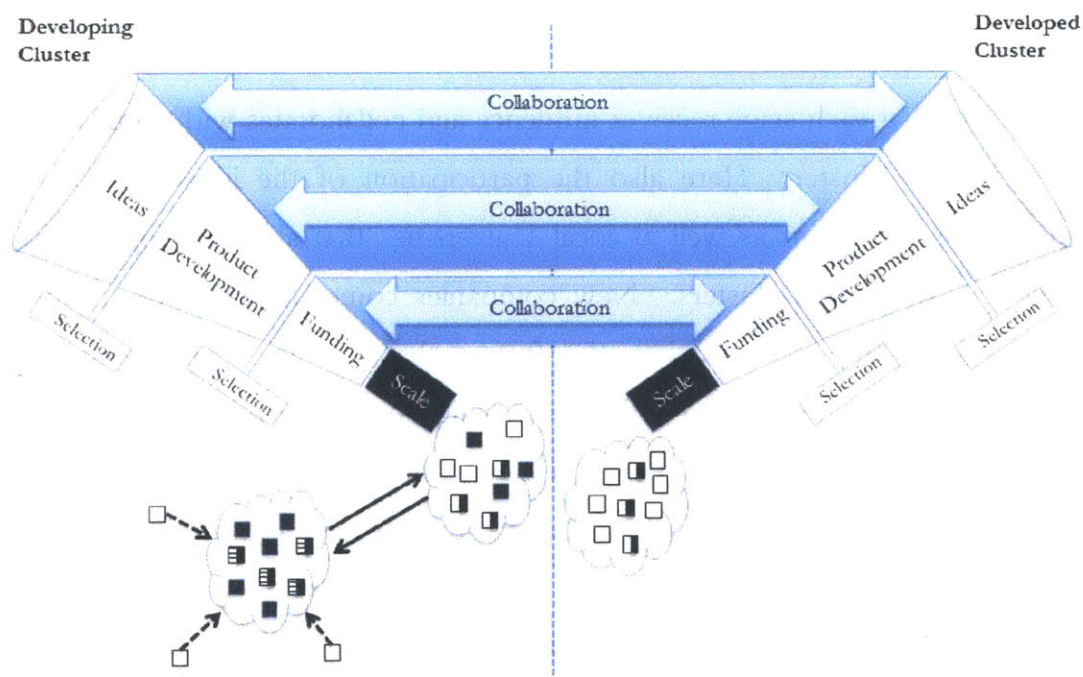 Developing
Cluster
Developed
Cluster
Collaboration
Collaboration
Collaboration
Ideas
Product
Development
Funding
Scale
Selection
Selection
Ideas
Product
Development
Funding
Scale
Selection
Selection